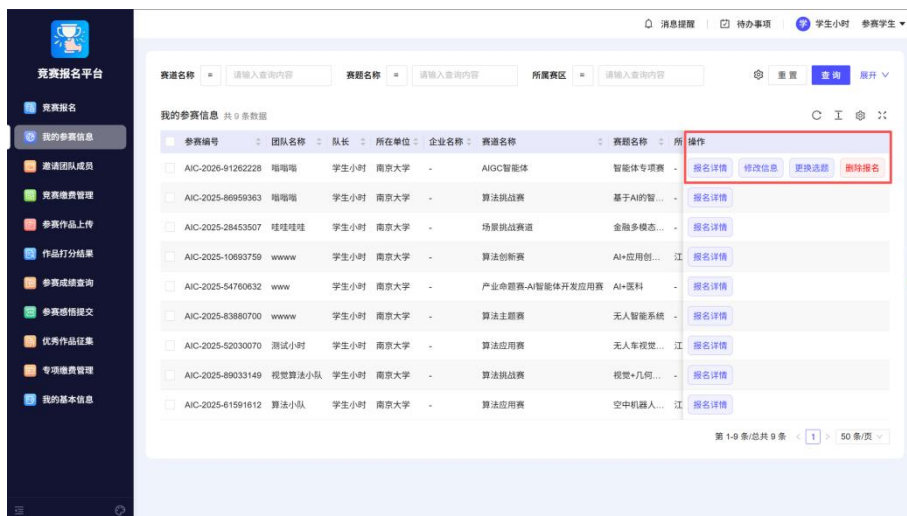 消息提醒 待办事项 学 学生小时 参赛学生
竞赛报名平台
竞赛报名
我的参赛信息
邀请团队成员
竞赛缴费管理
参赛作品上传
作品打分结果
参赛成绩查询
参赛感悟提交
优秀作品征集
专项缴费管理
我的基本信息
赛道名称 = 请输入查询内容 赛题名称 = 请输入查询内容 所属赛区 = 请输入查询内容 重置 查询 展开
我的参赛信息 共 9 条数据
参赛编号 团队名称 队长 所在单位 企业名称 赛道名称 赛题名称 所 操作
AIC-2026-91262228 嗡嗡嗡 学生小时 南京大学 - AIGC智能体 智能体专项赛 - 报名详情 修改信息 更换选题 删除报名
AIC-2025-86959363 嗡嗡嗡 学生小时 南京大学 - 算法挑战赛 基于AI的智... - 报名详情
AIC-2025-28453507 哇哇哇哇 学生小时 南京大学 - 场景挑战赛道 金融多模态... - 报名详情
AIC-2025-10693759 wwww 学生小时 南京大学 - 算法创新赛 AI+应用创... 江 报名详情
AIC-2025-54760632 www 学生小时 南京大学 - 产业命题赛-AI智能体开发应用赛 AI+医科 - 报名详情
AIC-2025-83880700 wwww 学生小时 南京大学 - 算法主题赛 无人智能系统 - 报名详情
AIC-2025-52030070 测试小时 学生小时 南京大学 - 算法应用赛 无人车视觉... 江 报名详情
AIC-2025-89033149 视觉算法小队 学生小时 南京大学 - 算法挑战赛 视觉+几何... - 报名详情
AIC-2025-61591612 算法小队 学生小时 南京大学 - 算法应用赛 空中机器人... 江 报名详情
第 1-9 条/总共 9 条 < 1 > 50 条/页